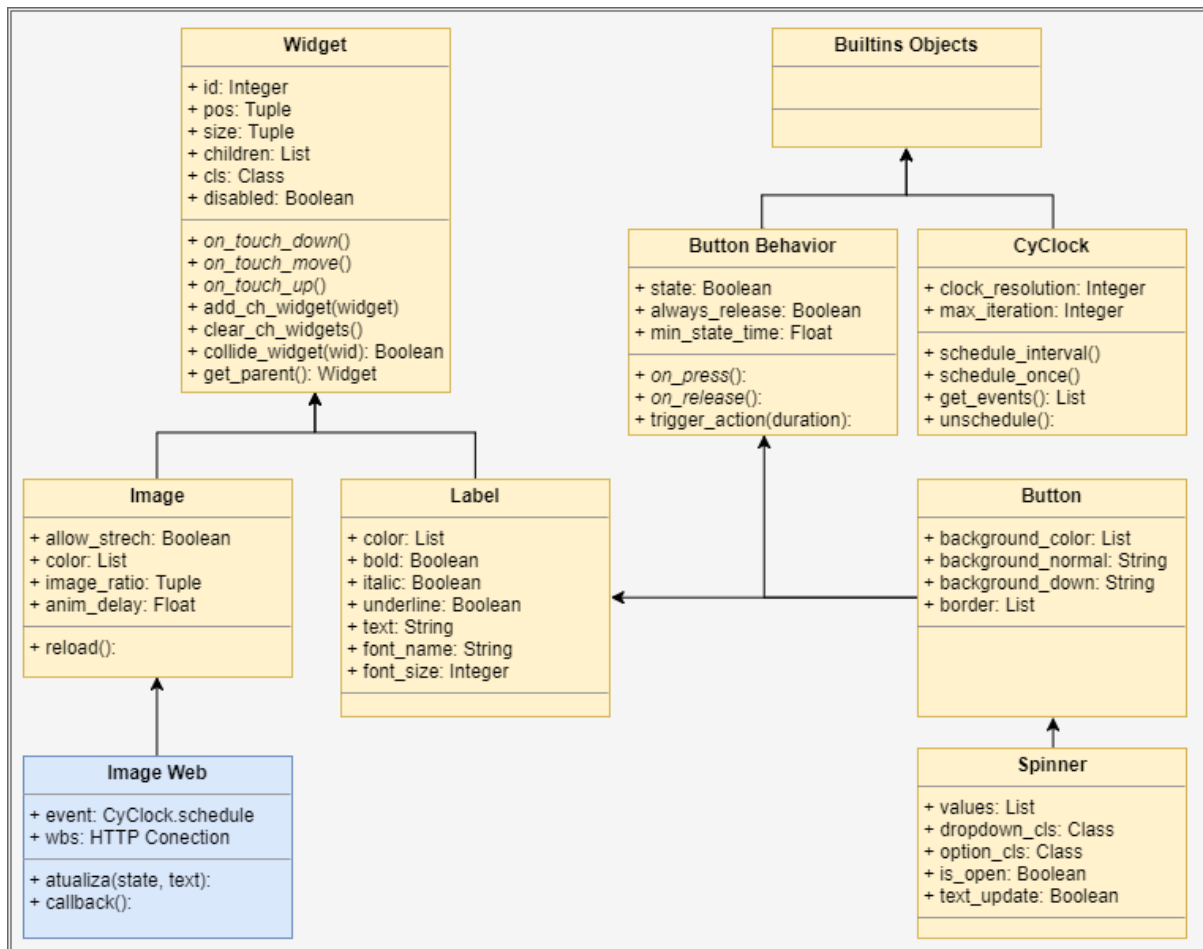 Widget
+ id: Integer
+ pos: Tuple
+ size: Tuple
+ children: List
+ cls: Class
+ disabled: Boolean
+ on_touch_down()
+ on_touch_move()
+ on_touch_up()
+ add_ch_widget(widget)
+ clear_ch_widgets()
+ collide_widget(wid): Boolean
+ get_parent(): Widget
Builtins Objects
Button Behavior
+ state: Boolean
+ always_release: Boolean
+ min_state_time: Float
+ on_press():
+ on_release():
+ trigger_action(duration):
CyClock
+ clock_resolution: Integer
+ max_iteration: Integer
+ schedule_interval()
+ schedule_once()
+ get_events(): List
+ unschedule():
Image
+ allow_strech: Boolean
+ color: List
+ image_ratio: Tuple
+ anim_delay: Float
+ reload():
Label
+ color: List
+ bold: Boolean
+ italic: Boolean
+ underline: Boolean
+ text: String
+ font_name: String
+ font_size: Integer
Button
+ background_color: List
+ background_normal: String
+ background_down: String
+ border: List
Image Web
+ event: CyClock.schedule
+ wbs: HTTP Conection
+ atualiza(state, text):
+ callback():
Spinner
+ values: List
+ dropdown_cls: Class
+ option_cls: Class
+ is_open: Boolean
+ text_update: Boolean